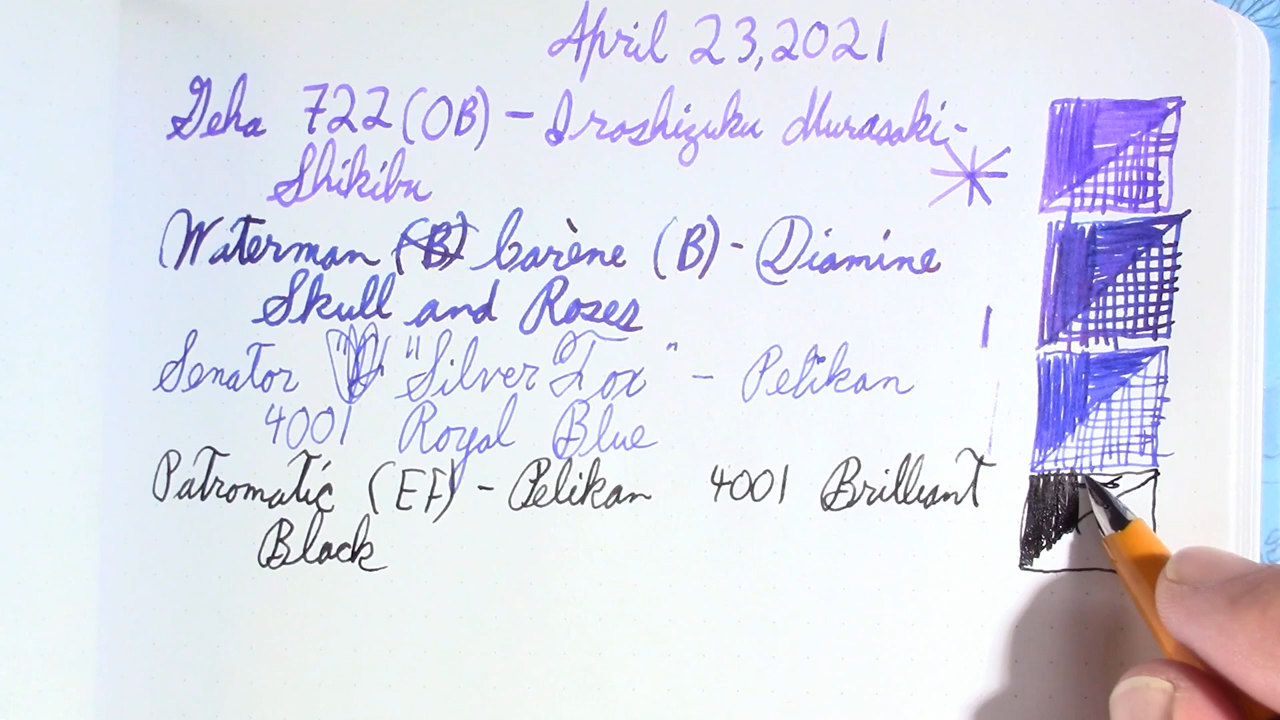 April 23, 2021
Geha 722 (OB) - Iroshizuku Murasaki-
Shikibu
Waterman (B) Carène (B) - Diamine
Skull and Roses
Senator "Silver Fox" - Pelikan
4001 Royal Blue
Patromatic (EF) - Pelikan 4001 Brilliant
Black